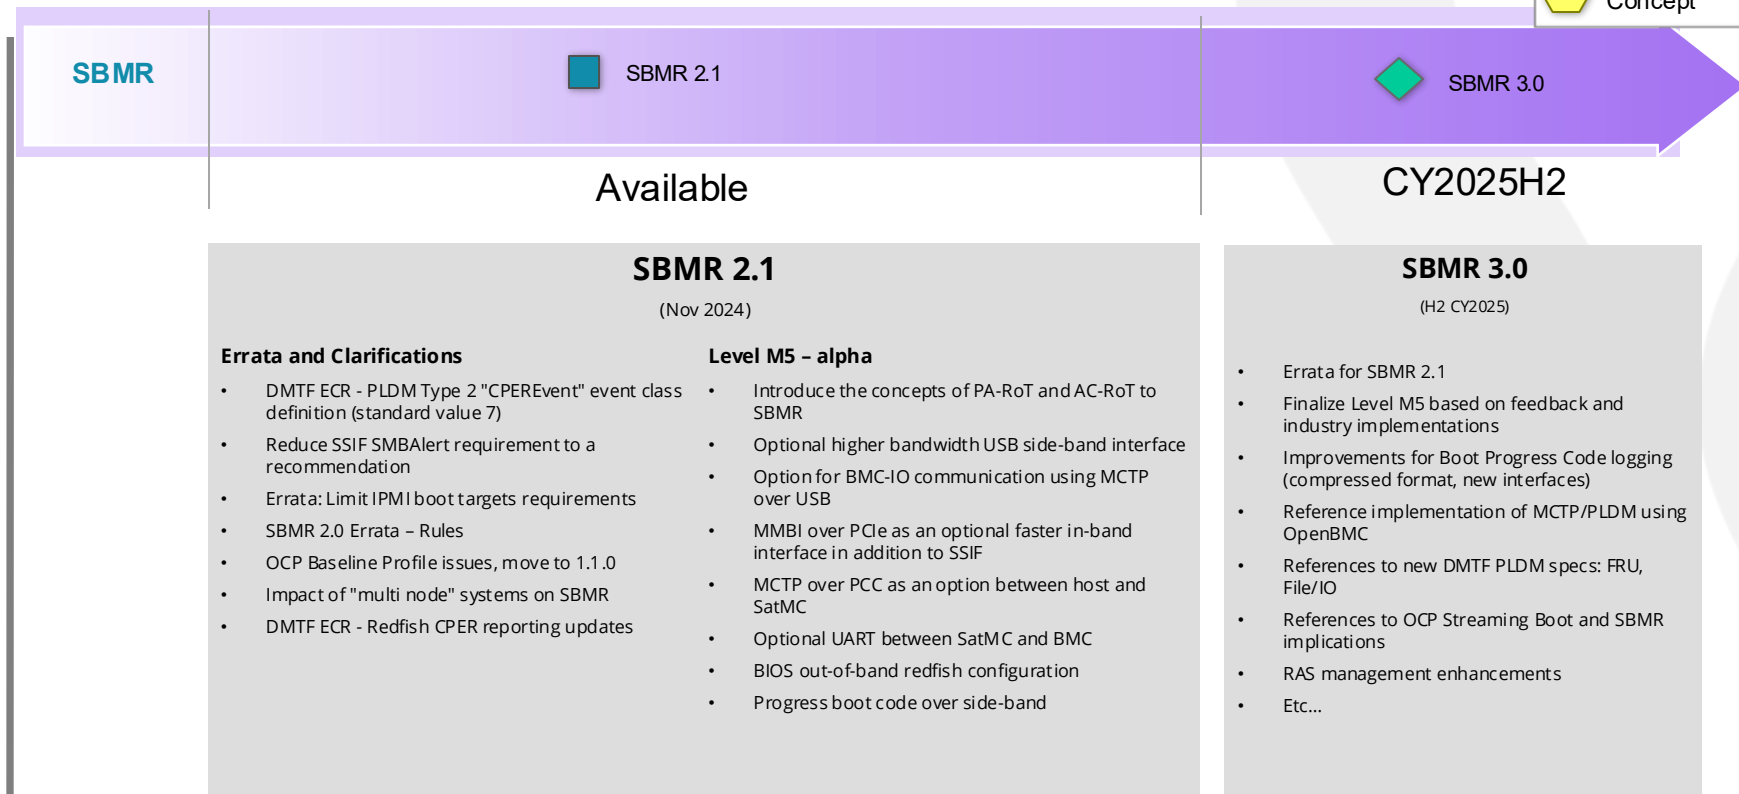 Concept
SBMR
SBMR 2.1
SBMR 3.0
Available
CY2025H2
SBMR 2.1
(Nov 2024)
Errata and Clarifications
• DMTF ECR - PLDM Type 2 "CPEREvent" event class
definition (standard value 7)
• Reduce SSIF SMBAlert requirement to a
recommendation
• Errata: Limit IPMI boot targets requirements
• SBMR 2.0 Errata – Rules
• OCP Baseline Profile issues, move to 1.1.0
• Impact of "multi node" systems on SBMR
• DMTF ECR - Redfish CPER reporting updates
Level M5 – alpha
• Introduce the concepts of PA-RoT and AC-RoT to
SBMR
• Optional higher bandwidth USB side-band interface
• Option for BMC-IO communication using MCTP
over USB
• MMBI over PCIe as an optional faster in-band
interface in addition to SSIF
• MCTP over PCC as an option between host and
SatMC
• Optional UART between SatMC and BMC
• BIOS out-of-band redfish configuration
• Progress boot code over side-band
SBMR 3.0
(H2 CY2025)
• Errata for SBMR 2.1
• Finalize Level M5 based on feedback and
industry implementations
• Improvements for Boot Progress Code logging
(compressed format, new interfaces)
• Reference implementation of MCTP/PLDM using
OpenBMC
• References to new DMTF PLDM specs: FRU,
File/IO
• References to OCP Streaming Boot and SBMR
implications
• RAS management enhancements
• Etc...